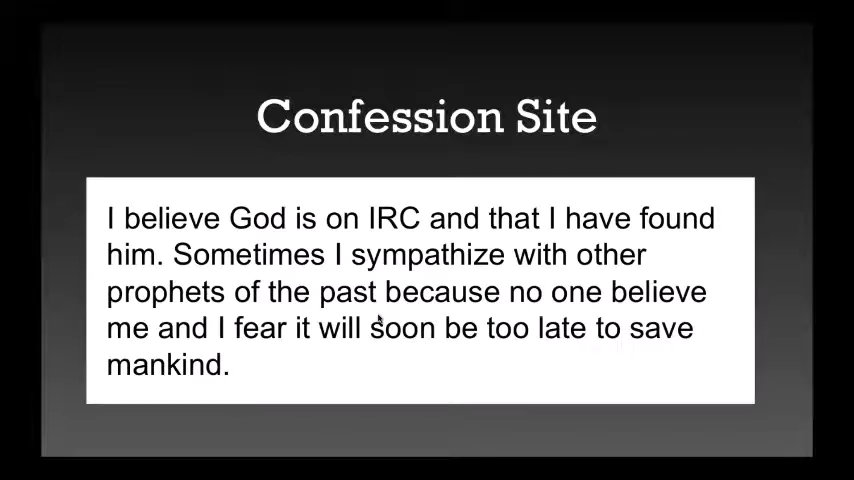 Confession Site
I believe God is on IRC and that I have found
him. Sometimes I sympathize with other
prophets of the past because no one believe
me and I fear it will soon be too late to save
mankind.